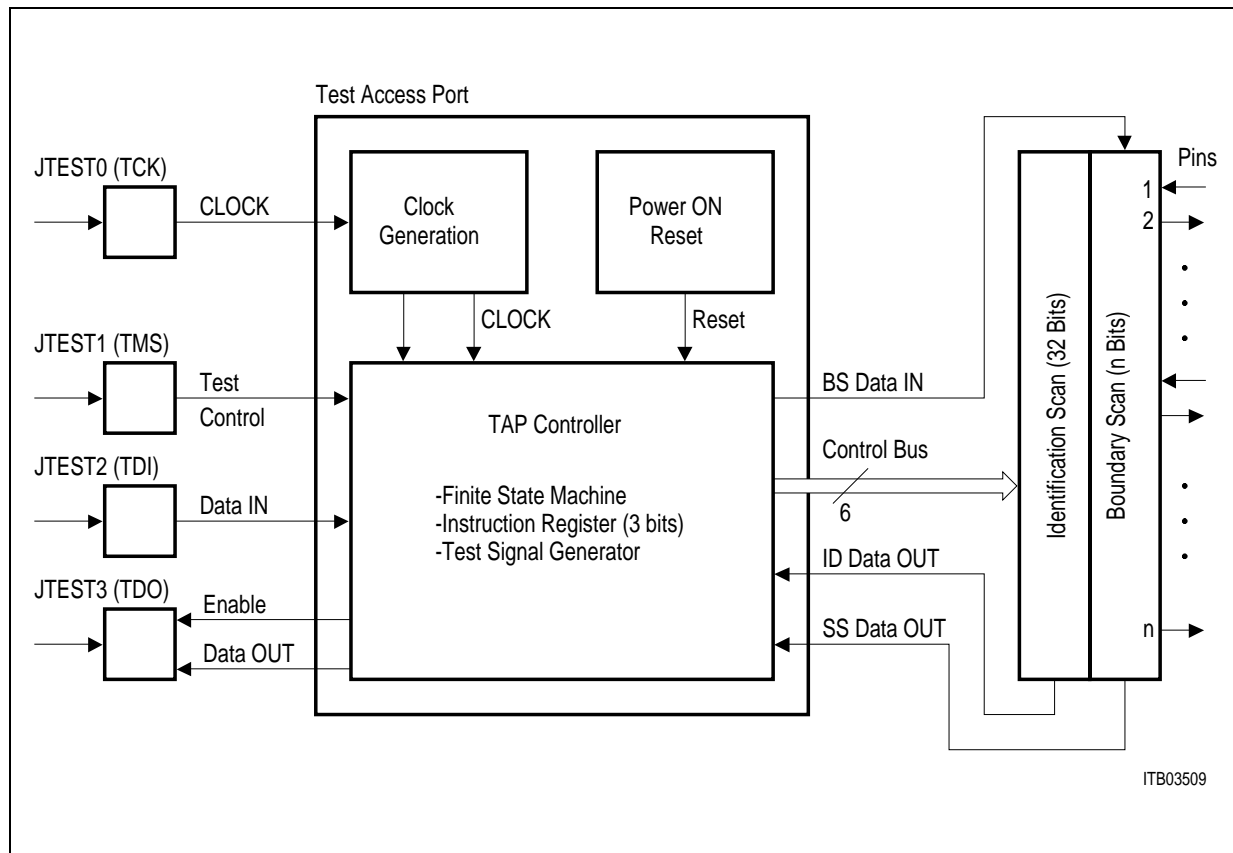 Test Access Port
JTEST0 (TCK)
CLOCK
Clock
Generation
Power ON
Reset
CLOCK
Reset
JTEST1 (TMS)
Test
Control
JTEST2 (TDI)
Data IN
JTEST3 (TDO)
Enable
Data OUT
TAP Controller
-Finite State Machine
-Instruction Register (3 bits)
-Test Signal Generator
BS Data IN
Control Bus
6
ID Data OUT
SS Data OUT
Identification Scan (32 Bits)
Boundary Scan (n Bits)
Pins
1
2
n
ITB03509